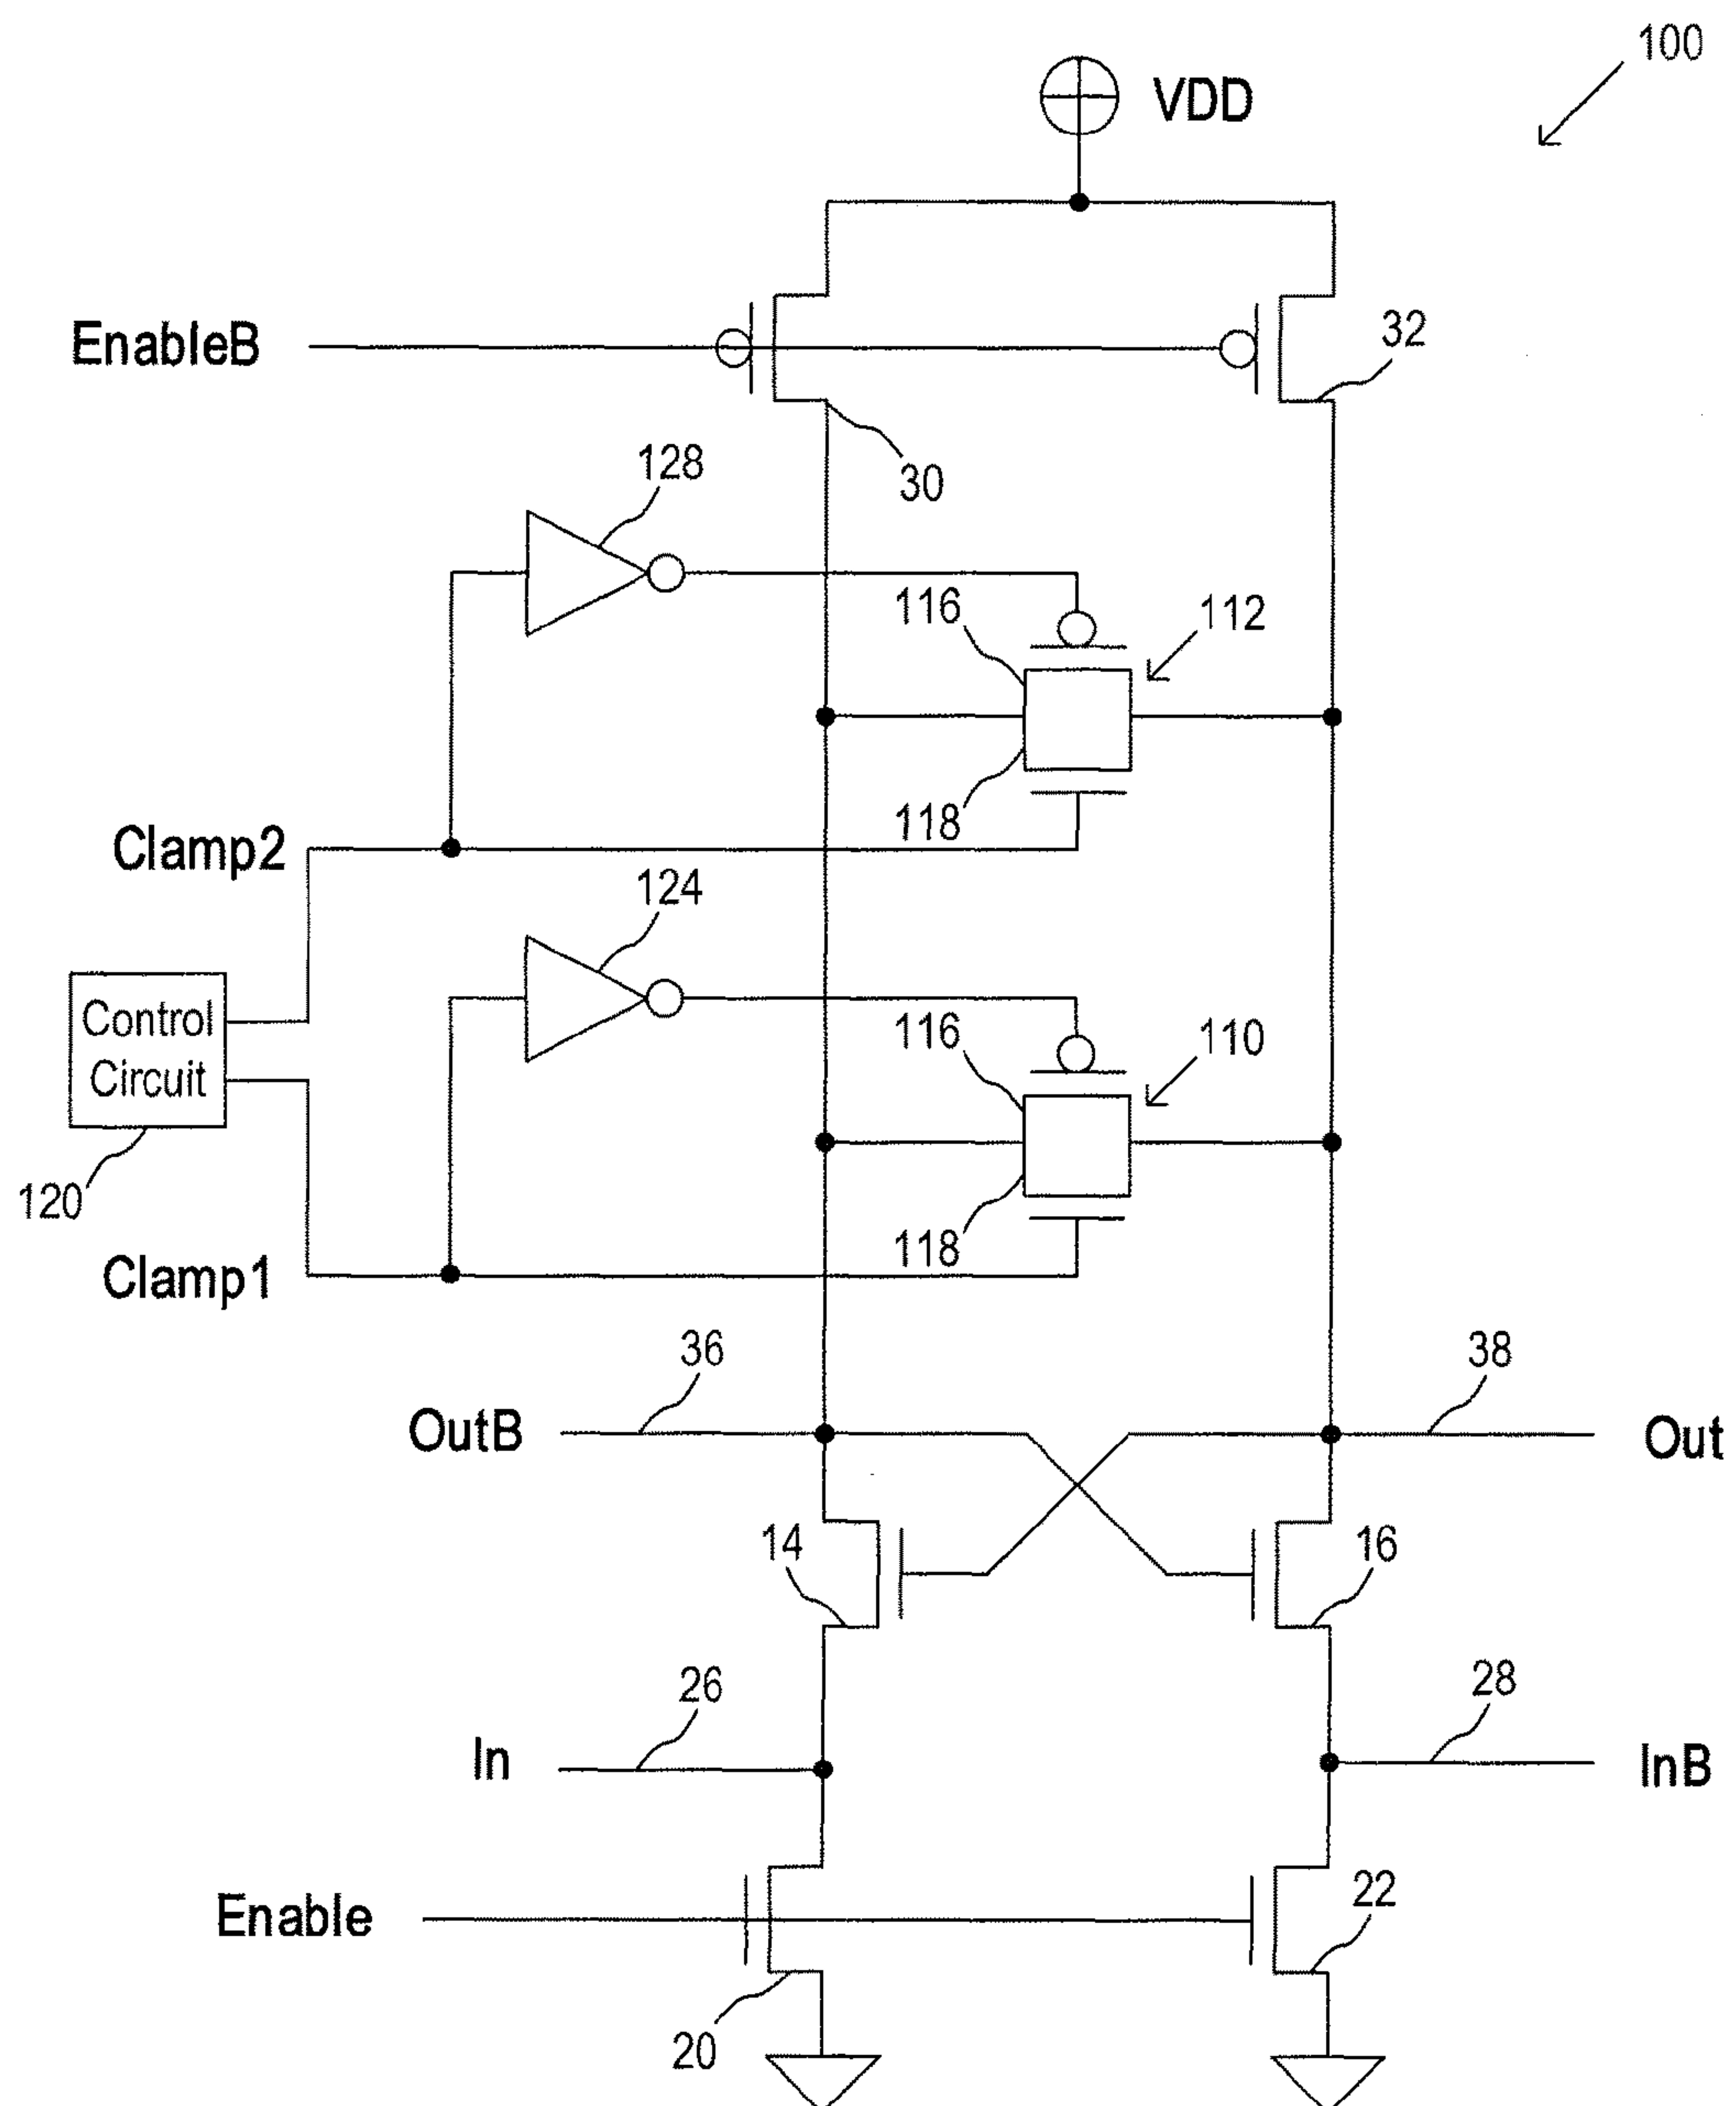 100
VDD
EnableB
32
30
128
116
112
118
Clamp2
124
Control
Circuit
116
110
120
118
Clamp1
36
38
OutB
Out
14
16
26
28
In
InB
Enable
22
20